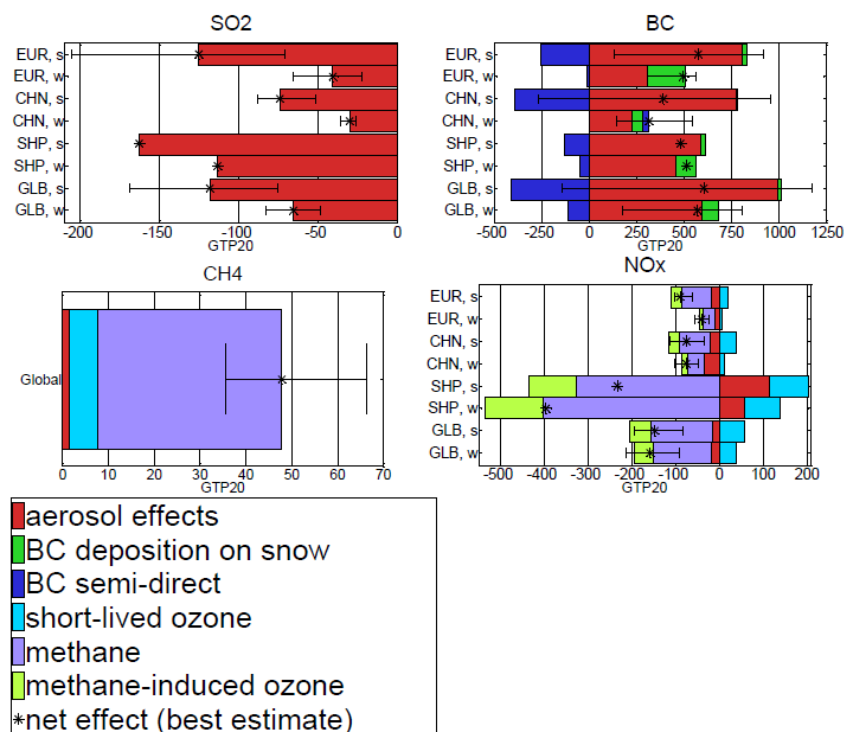 SO2
EUR, s
EUR, w
CHN, s
CHN, w
SHP, s
SHP, w
GLB, s
GLB, w
-200 -150 -100 -50 0
GTP20
BC
EUR, s
EUR, w
CHN, s
CHN, w
SHP, s
SHP, w
GLB, s
GLB, w
-500 -250 0 250 500 750 1000 1250
GTP20
CH4
Global
0 10 20 30 40 50 60 70
GTP20
NOx
EUR, s
EUR, w
CHN, s
CHN, w
SHP, s
SHP, w
GLB, s
GLB, w
-500 -400 -300 -200 -100 0 100 200
GTP20
aerosol effects
BC deposition on snow
BC semi-direct
short-lived ozone
methane
methane-induced ozone
*net effect (best estimate)